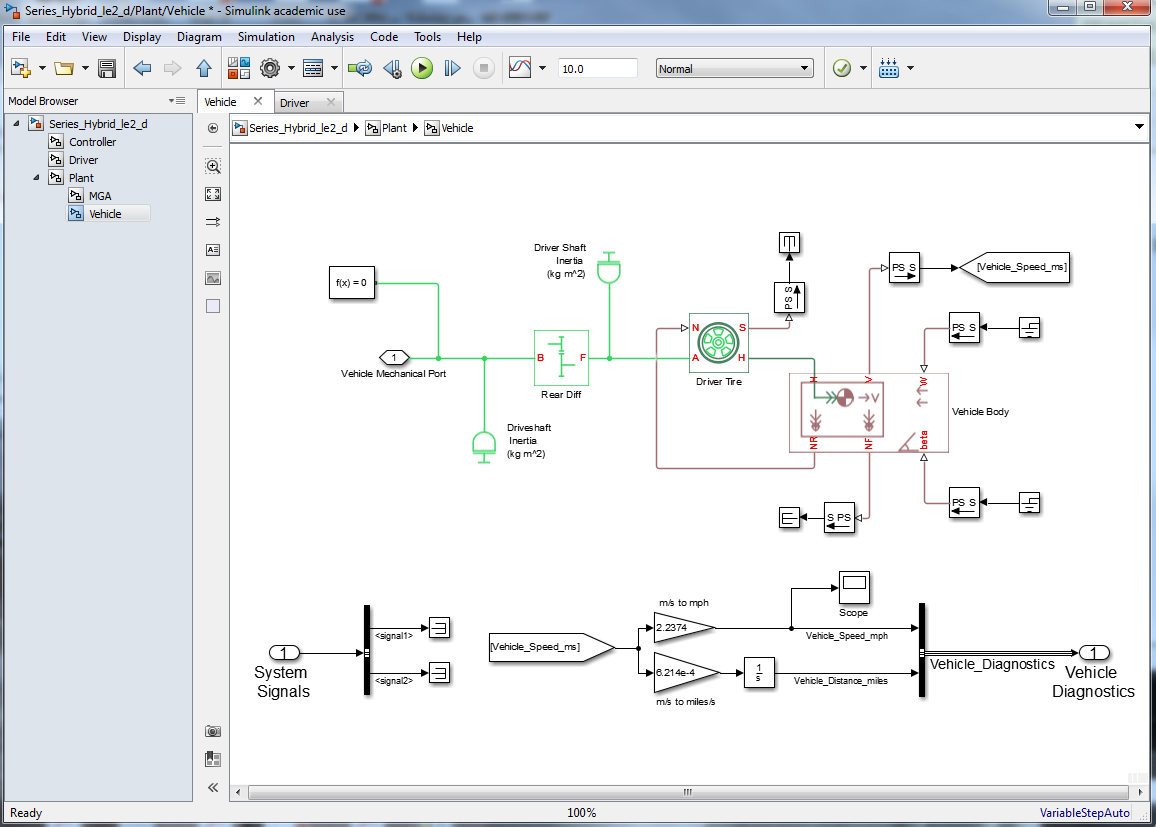 Series_Hybrid_le2_d/Plant/Vehicle * - Simulink academic use
File Edit View Display Diagram Simulation Analysis Code Tools Help
10.0
Normal
Model Browser
Vehicle
Driver
Series_Hybrid_le2_d
Controller
Driver
Plant
MGA
Vehicle
Series_Hybrid_le2_d Plant Vehicle
Driver Shaft
Inertia
(kg m^2)
f(x) = 0
PS S
[Vehicle_Speed_ms]
PS S
PS S
1
Vehicle Mechanical Port
B F
Rear Diff
N S
A H
Driver Tire
Driveshaft
Inertia
(kg m^2)
H V W
V
NR NF beta
Vehicle Body
PS S
S PS
m/s to mph
2.2374
Scope
Vehicle_Speed_mph
<signal1>
<signal2>
1
System
Signals
[Vehicle_Speed_ms]
6.214e-4
m/s to miles/s
1
s
Vehicle_Distance_miles
Vehicle_Diagnostics
1
Vehicle
Diagnostics
Ready
100%
VariableStepAuto